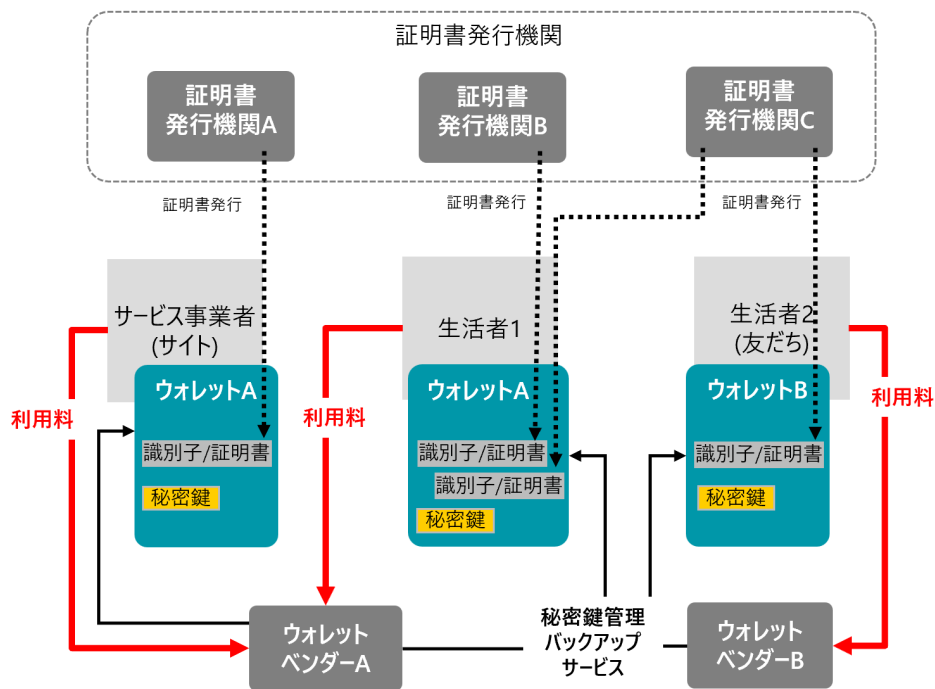 証明書発行機関
証明書
発行機関A
証明書
発行機関B
証明書
発行機関C
証明書発行
証明書発行
証明書発行
サービス事業者
(サイト)
生活者1
生活者2
(友だち)
ウォレットA
ウォレットA
ウォレットB
利用料
利用料
利用料
識別子/証明書
識別子/証明書
識別子/証明書
識別子/証明書
秘密鍵
秘密鍵
秘密鍵
ウォレット
ベンダーA
秘密鍵管理
バックアップ
サービス
ウォレット
ベンダーB